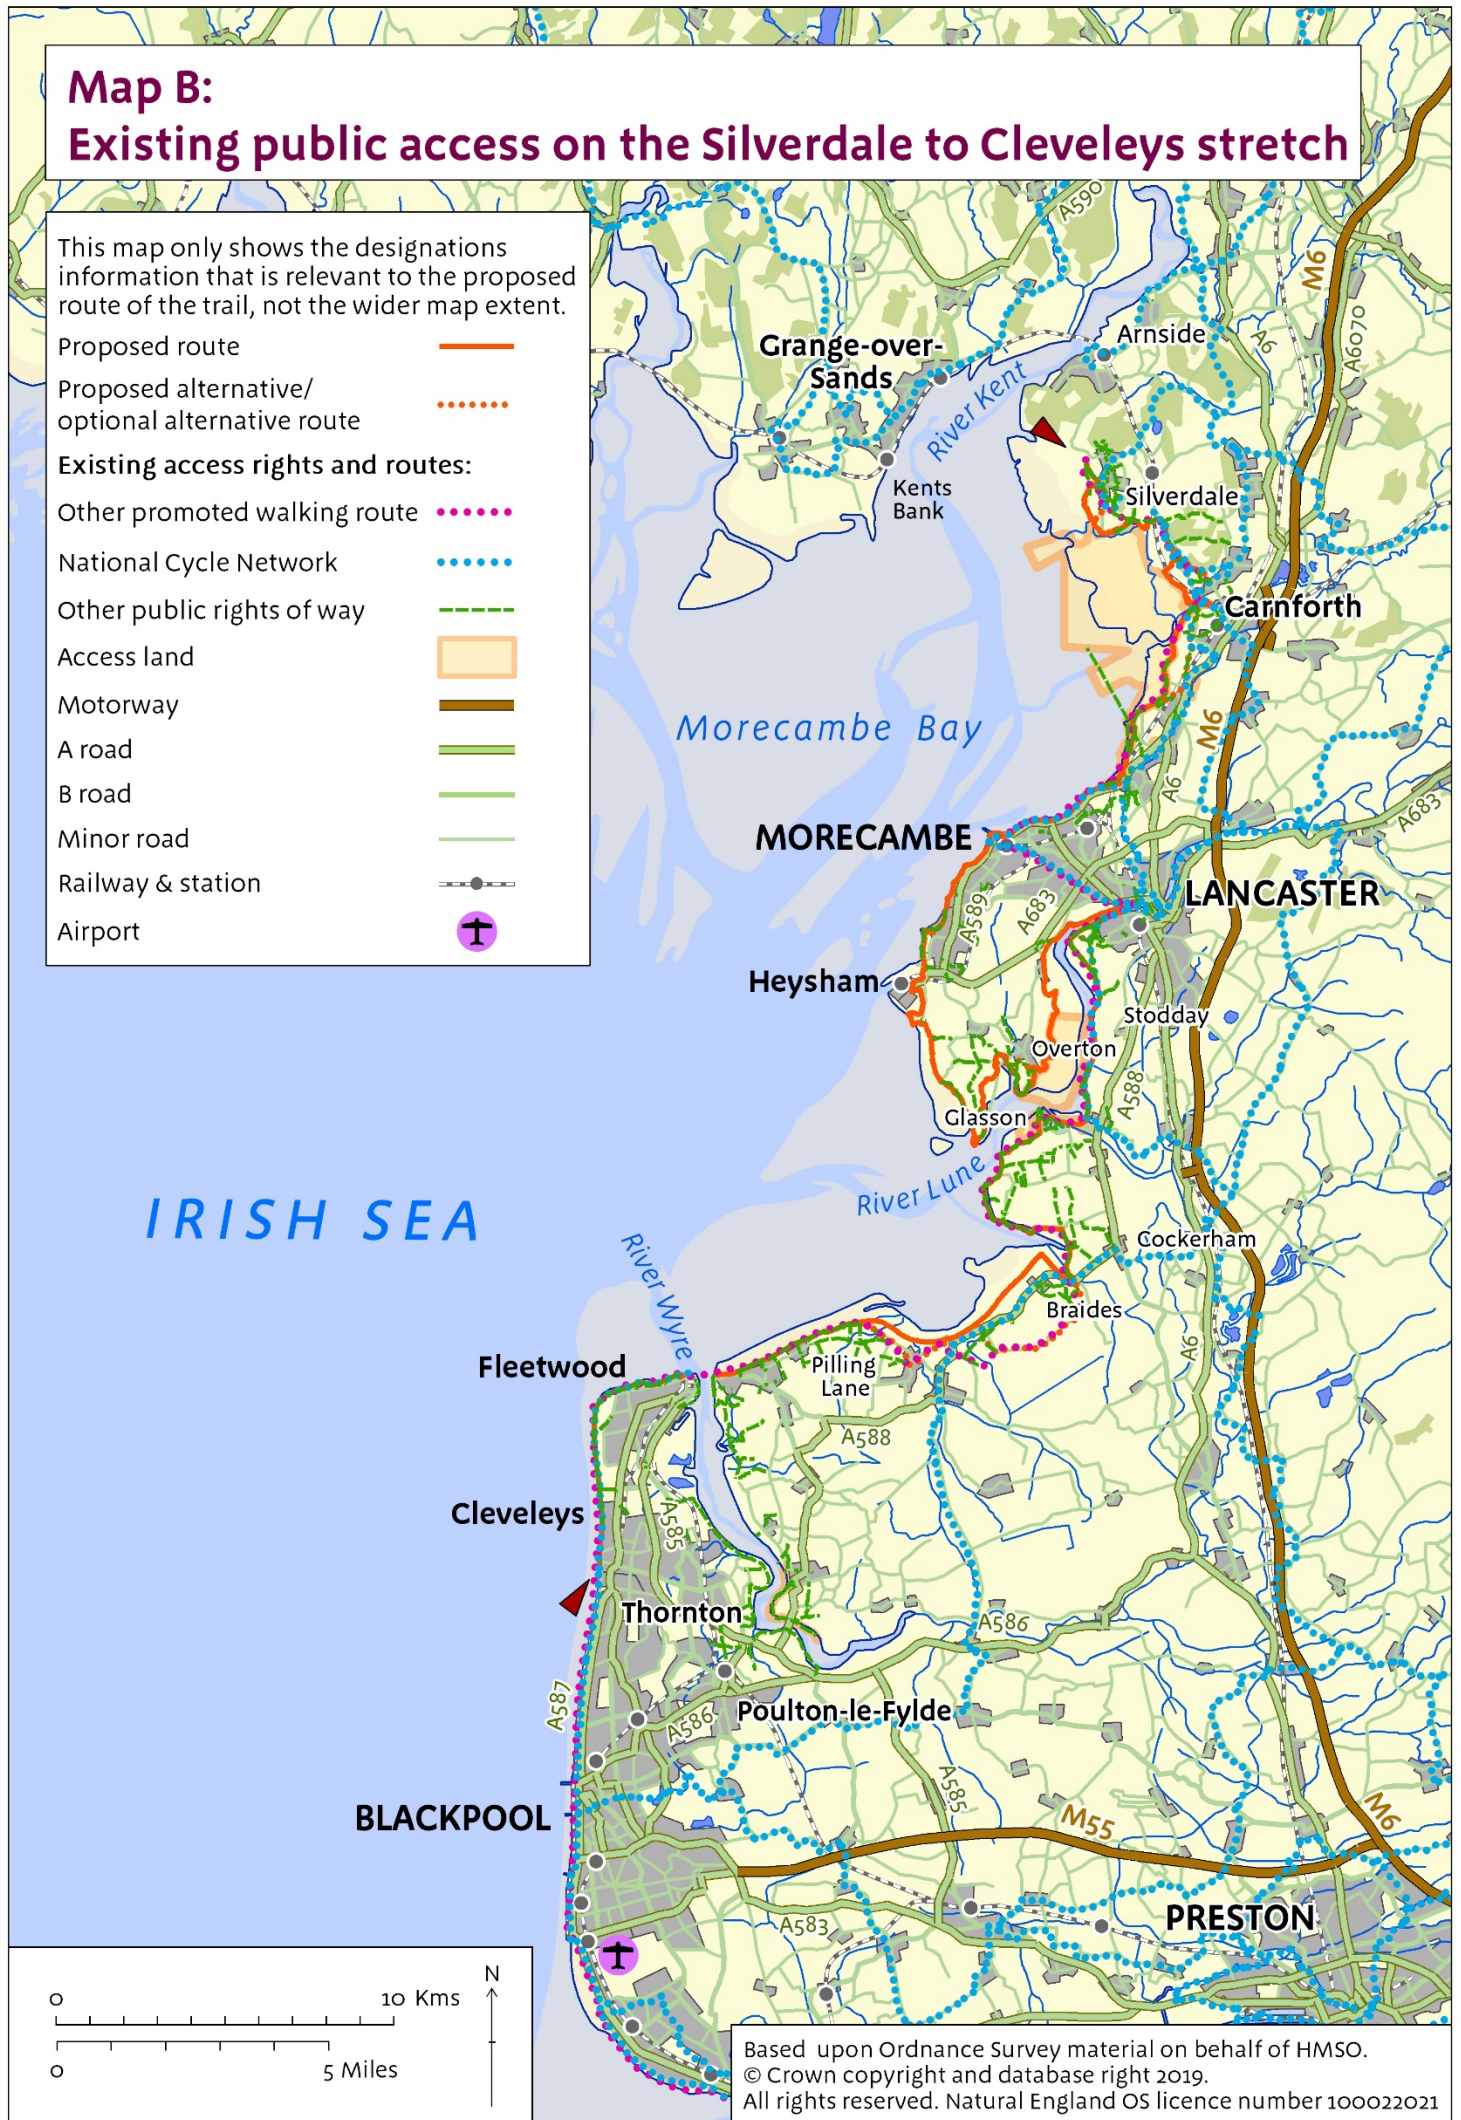 Map B:
Existing public access on the Silverdale to Cleveleys stretch
This map only shows the designations
information that is relevant to the proposed
route of the trail, not the wider map extent.
Proposed route
Proposed alternative/
optional alternative route
Existing access rights and routes:
Other promoted walking route
National Cycle Network
Other public rights of way
Access land
Motorway
A road
B road
Minor road
Railway & station
Airport
A590
M6
A6
A6070
Arnside
Grange-over-
Sands
River Kent
Kents
Bank
Silverdale
Carnforth
Morecambe Bay
M6
A6
A683
MORECAMBE
LANCASTER
A589
A683
Heysham
Stodday
Overton
A588
Glasson
River Lune
IRISH SEA
River Wyre
Cockerham
Braides
A6
Fleetwood
Pilling
Lane
A588
Cleveleys
A585
Thornton
A586
A587
A586
Poulton-le-Fylde
A585
M55
M6
BLACKPOOL
A583
PRESTON
0 10 Kms
0 5 Miles
N
Based upon Ordnance Survey material on behalf of HMSO.
© Crown copyright and database right 2019.
All rights reserved. Natural England OS licence number 100022021